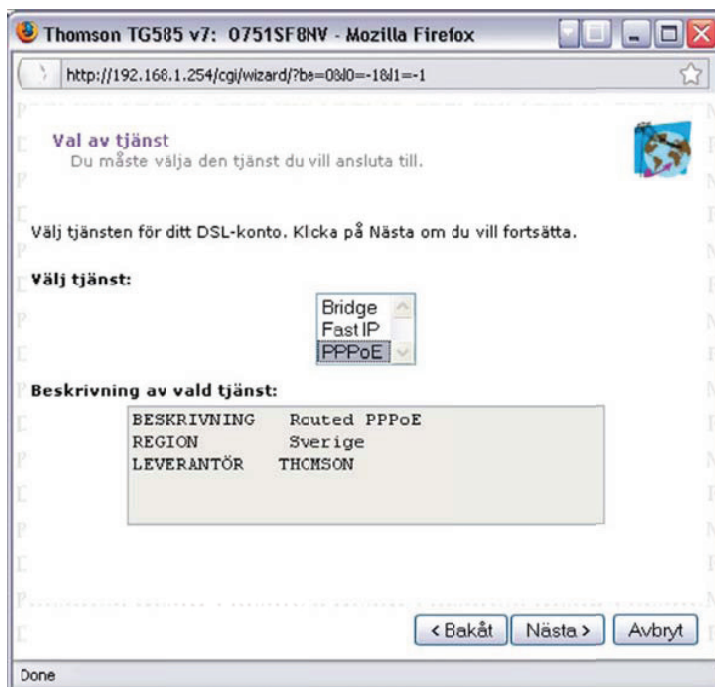 Thomson TG585 v7: 0751SF8NV - Mozilla Firefox
http://192.168.1.254/cgi/wizard/?be=0&l0=-1&l1=-1
Val av tjänst
Du måste välja den tjänst du vill ansluta till.
Välj tjänsten för ditt DSL-konto. Klcka på Nästa om du vill fortsätta.
Välj tjänst:
Bridge
Fast IP
PPPoE
Beskrivning av vald tjänst:
BESKRIVNING Routed PPPoE
REGION Sverige
LEVERANTÖR THOMSON
< Bakåt Nästa > Avbryt
Done